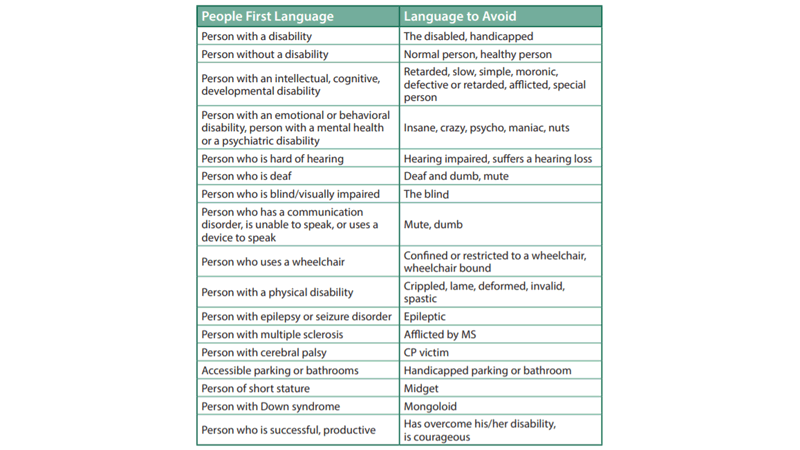 People First Language
Language to Avoid
Person with a disability
The disabled, handicapped
Person without a disability
Normal person, healthy person
Person with an intellectual, cognitive,
developmental disability
Retarded, slow, simple, moronic,
defective or retarded, afflicted, special
person
Person with an emotional or behavioral
disability, person with a mental health
or a psychiatric disability
Insane, crazy, psycho, maniac, nuts
Person who is hard of hearing
Hearing impaired, suffers a hearing loss
Person who is deaf
Deaf and dumb, mute
Person who is blind/visually impaired
The blind
Person who has a communication
disorder, is unable to speak, or uses a
device to speak
Mute, dumb
Person who uses a wheelchair
Confined or restricted to a wheelchair,
wheelchair bound
Person with a physical disability
Crippled, lame, deformed, invalid,
spastic
Person with epilepsy or seizure disorder
Epileptic
Person with multiple sclerosis
Afflicted by MS
Person with cerebral palsy
CP victim
Accessible parking or bathrooms
Handicapped parking or bathroom
Person of short stature
Midget
Person with Down syndrome
Mongoloid
Person who is successful, productive
Has overcome his/her disability,
is courageous